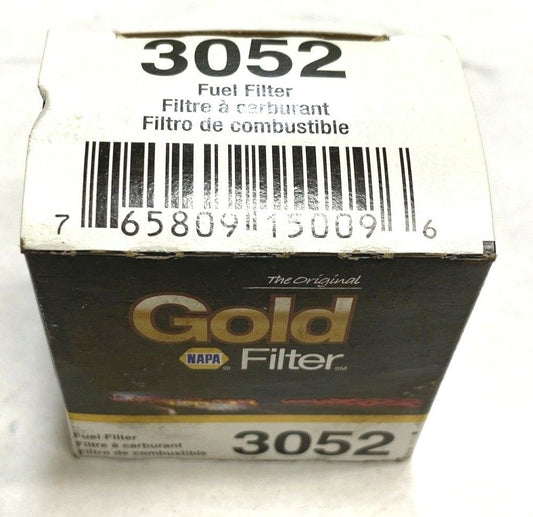 3052
Fuel Filter
Filtre à carburant
Filtro de combustible
7 65809 15009 6
The Original
Gold
NAPA ® Filter SM
Fuel Filter
Filtre à carburant
Filtro de combustible
3052